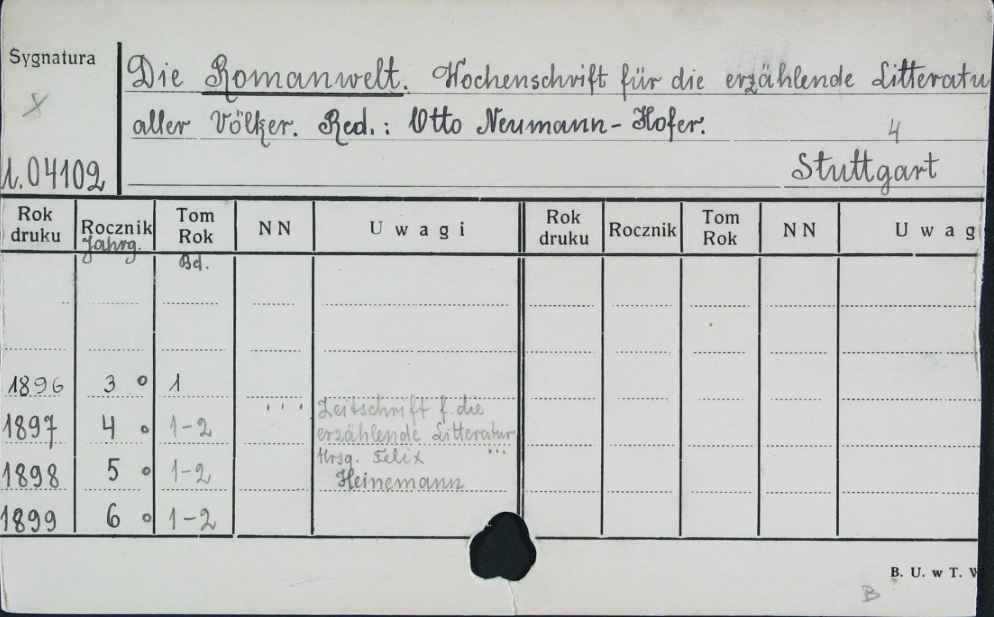 Sygnatura
Die Romanwelt. Wochenschrift für die erzählende Litteratu
aller Völker. Red.: Otto Neumann-Hofer.
4
Stuttgart
X
1.04102
Rok druku Rocznik Jahrg. Tom Rok Bd. NN Uwagi Rok druku Rocznik Tom Rok NN Uwag
1896 3 o 1
1897 4 o 1-2 ''' Zeitschrift f. die
erzählende Litteratur '''
1898 5 o 1-2 Hrsg. Felix
Heinemann
1899 6 o 1-2
B. U. w T.
B